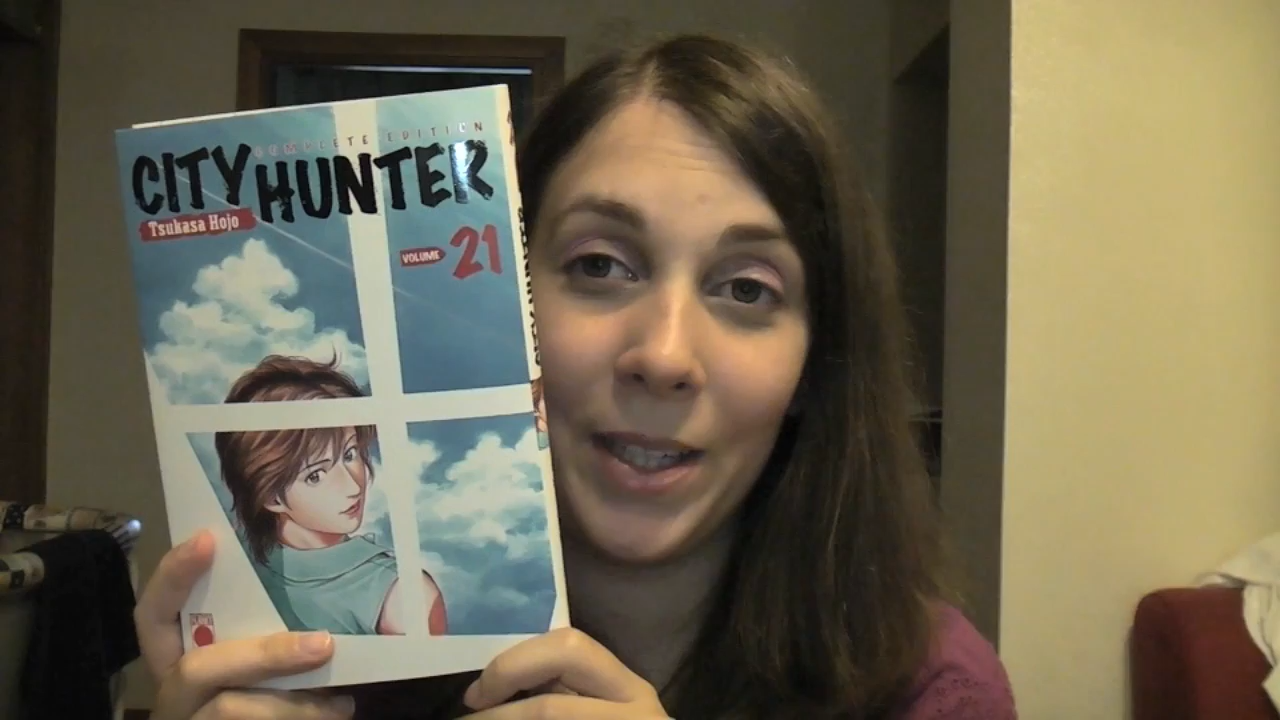 COMPLETE EDITION
CITY HUNTER
Tsukasa Hojo
VOLUME 21
CITY HUNTER